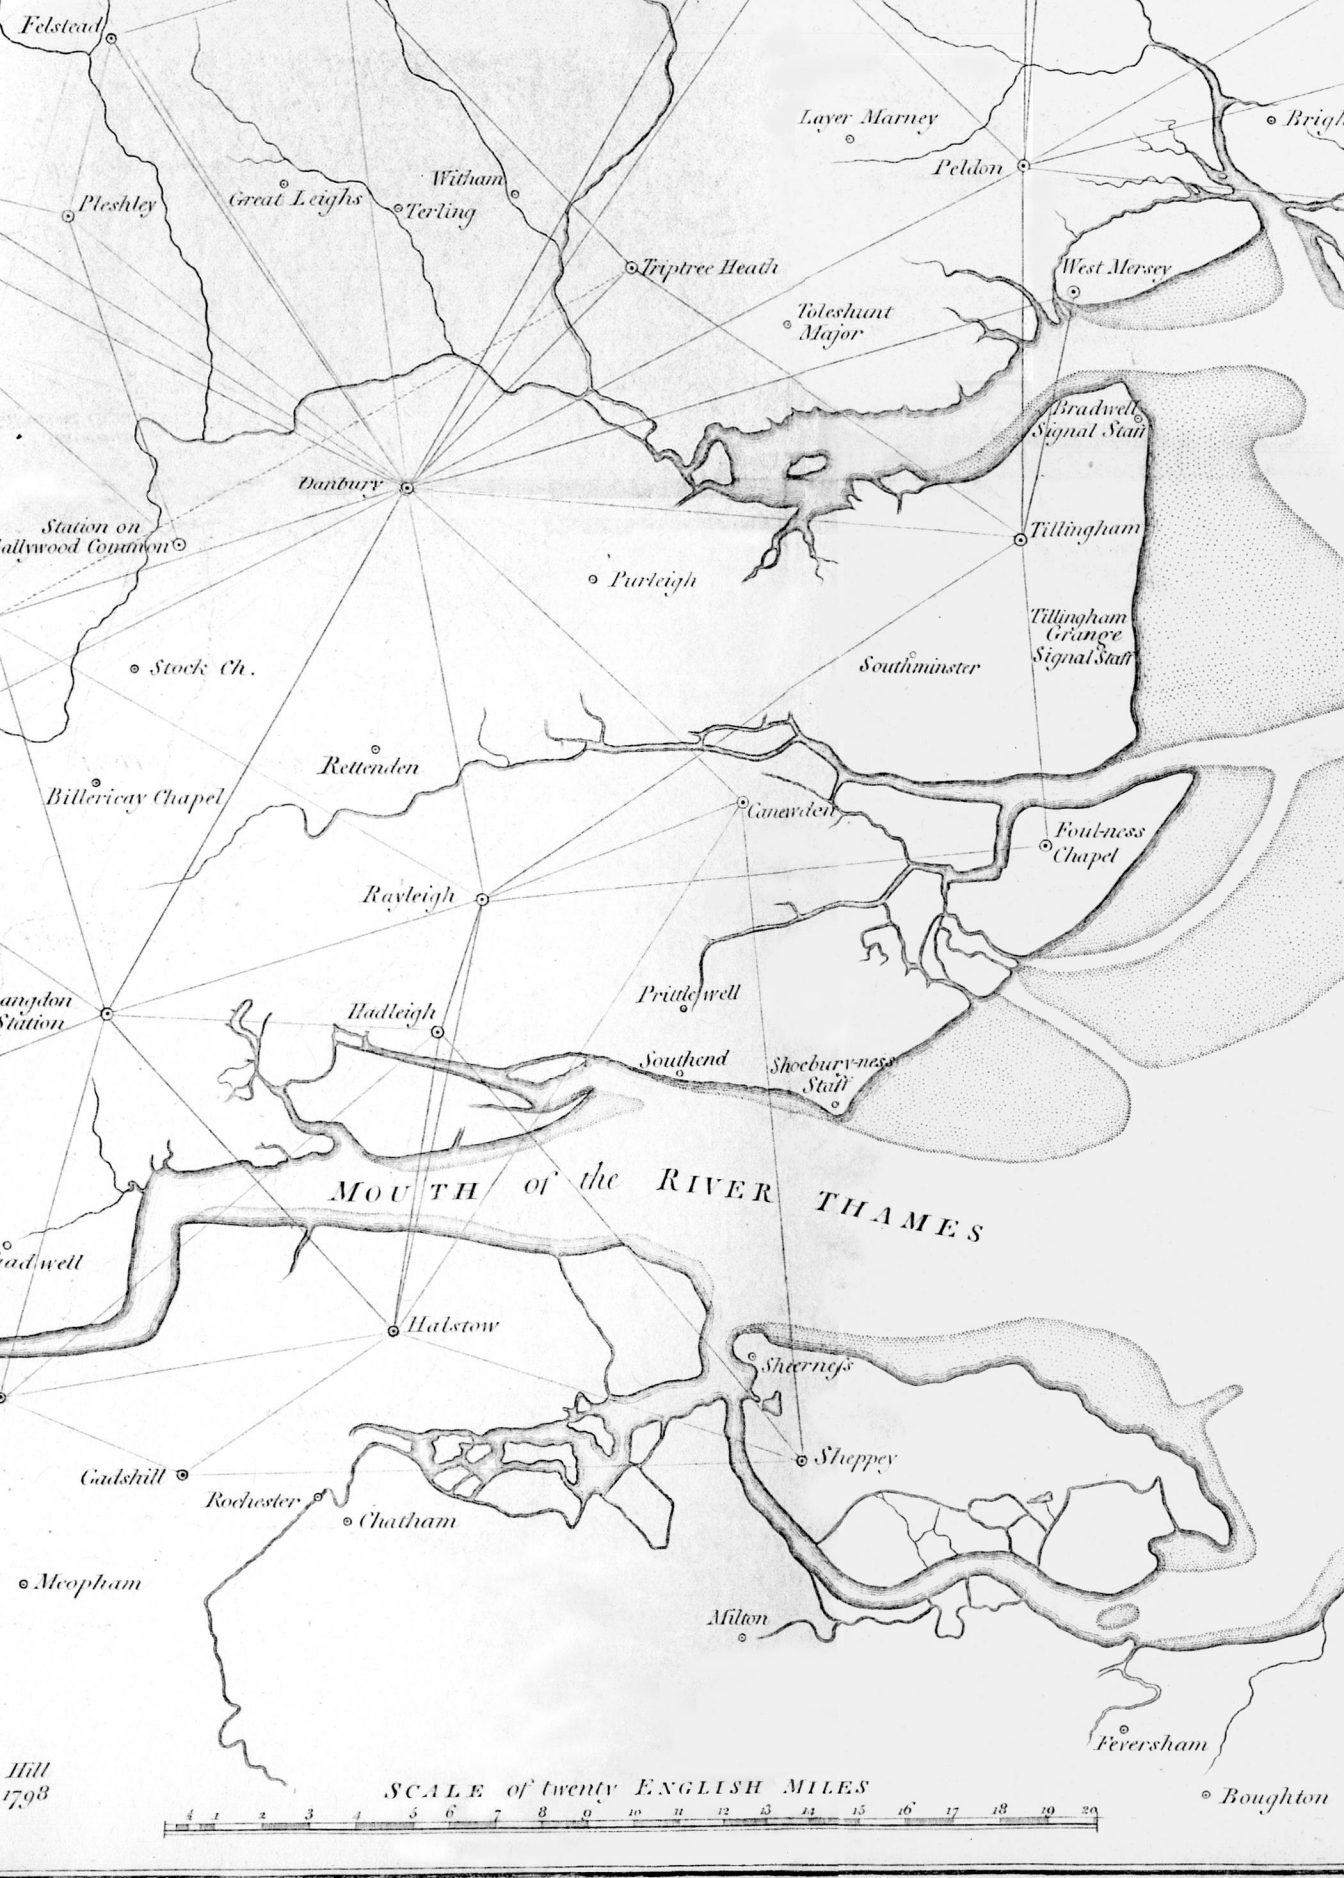 Felstead
Layer Marney
Brigh
Peldon
Pleshley
Great Leighs
Witham
Terling
Triptree Heath
West Mersey
Toleshunt
Major
Bradwell
Signal Staff
Danbury
Station on
allywood Common
Tillingham
Purleigh
Tillingham
Grange
Signal Staff
Stock Ch.
Southminster
Rettenden
Billericay Chapel
Canewden
Foul-ness
Chapel
Rayleigh
angdon
Station
Hadleigh
Prittlewell
Southend
Shoebury-ness
Staff
MOUTH of the RIVER THAMES
adwell
Halstow
Sheerneſs
Sheppey
Gadshill
Rochester
Chatham
Meopham
Milton
Feversham
Hill
1798
Boughton
SCALE of twenty ENGLISH MILES
4 1 2 3 4 5 6 7 8 9 10 11 12 13 14 15 16 17 18 19 20